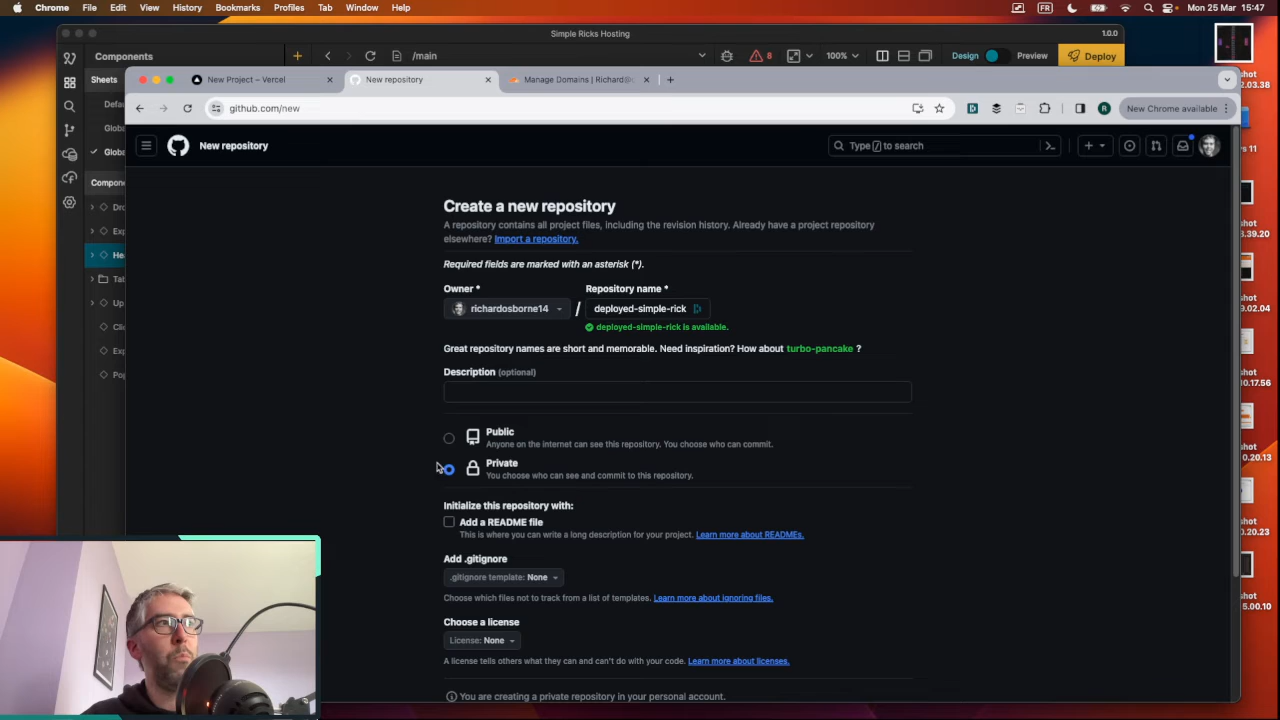 Chrome File Edit View History Bookmarks Profiles Tab Window Help FR Mon 25 Mar 15:47
Simple Ricks Hosting 1.0.0
Components /main 8 100% Design Preview Deploy
Sheets
New Project – Vercel New repository Manage Domains | Richard@
shot
2.03.38
github.com/new R New Chrome available
New repository Type / to search
Create a new repository
A repository contains all project files, including the revision history. Already have a project repository
elsewhere? Import a repository.
Required fields are marked with an asterisk (*).
Owner * Repository name *
richardosborne14 / deployed-simple-rick
deployed-simple-rick is available.
Great repository names are short and memorable. Need inspiration? How about turbo-pancake ?
Description (optional)
Public
Anyone on the internet can see this repository. You choose who can commit.
Private
You choose who can see and commit to this repository.
Initialize this repository with:
Add a README file
This is where you can write a long description for your project. Learn more about READMEs.
Add .gitignore
.gitignore template: None
Choose which files not to track from a list of templates. Learn more about ignoring files.
Choose a license
License: None
A license tells others what they can and can't do with your code. Learn more about licenses.
You are creating a private repository in your personal account.